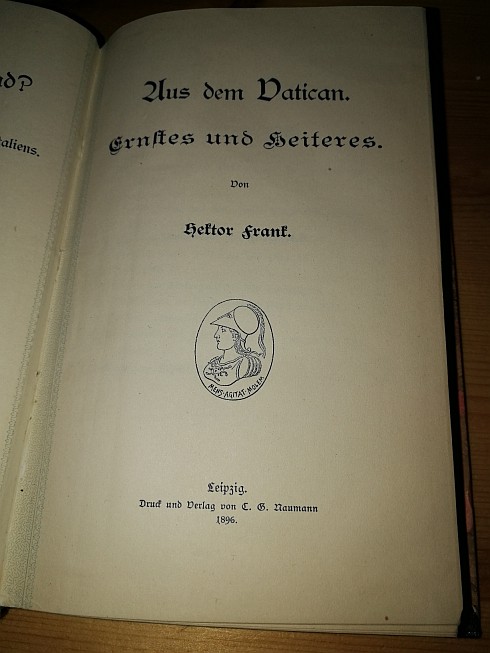 taliens.
Aus dem Vatican.
Ernstes und Heiteres.
Von
Hektor Frank.
MENS·AGITAT·MOLEM
Leipzig.
Druck und Verlag von C. G. Naumann
1896.